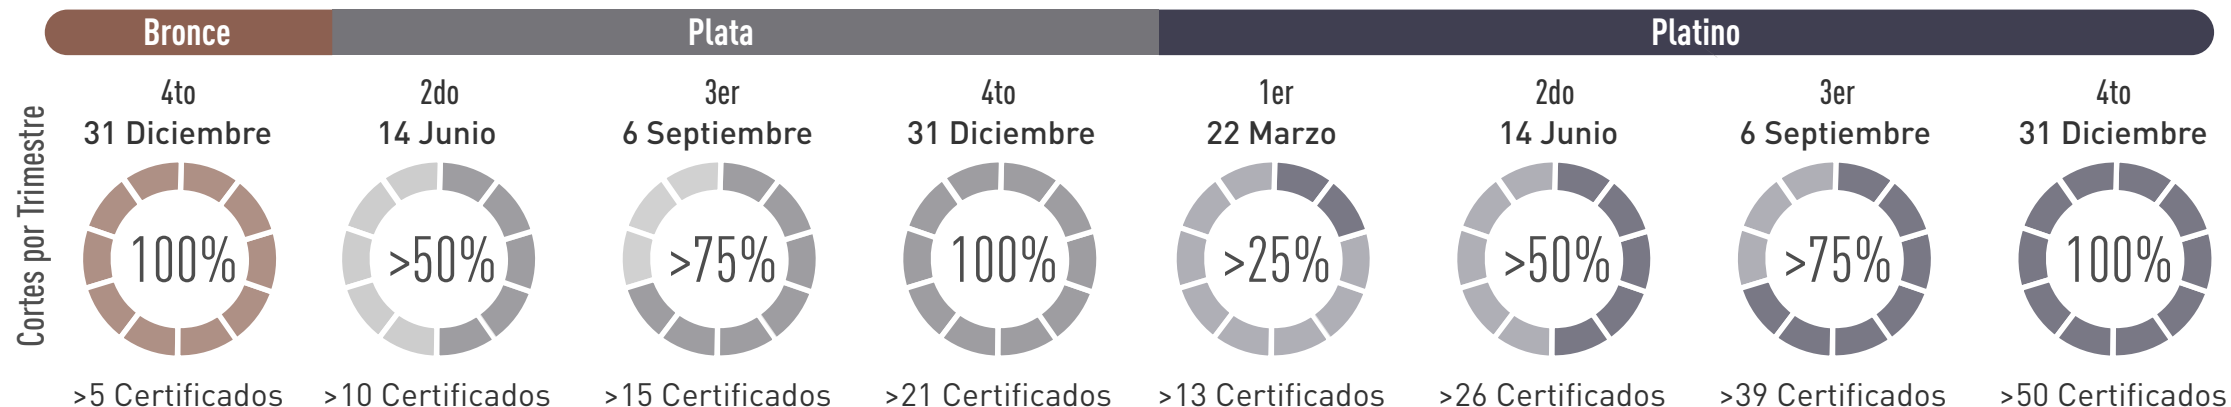 Bronce
Plata
Platino
Cortes por Trimestre
4to
31 Diciembre
100%
>5 Certificados
2do
14 Junio
>50%
>10 Certificados
3er
6 Septiembre
>75%
>15 Certificados
4to
31 Diciembre
100%
>21 Certificados
1er
22 Marzo
>25%
>13 Certificados
2do
14 Junio
>50%
>26 Certificados
3er
6 Septiembre
>75%
>39 Certificados
4to
31 Diciembre
100%
>50 Certificados